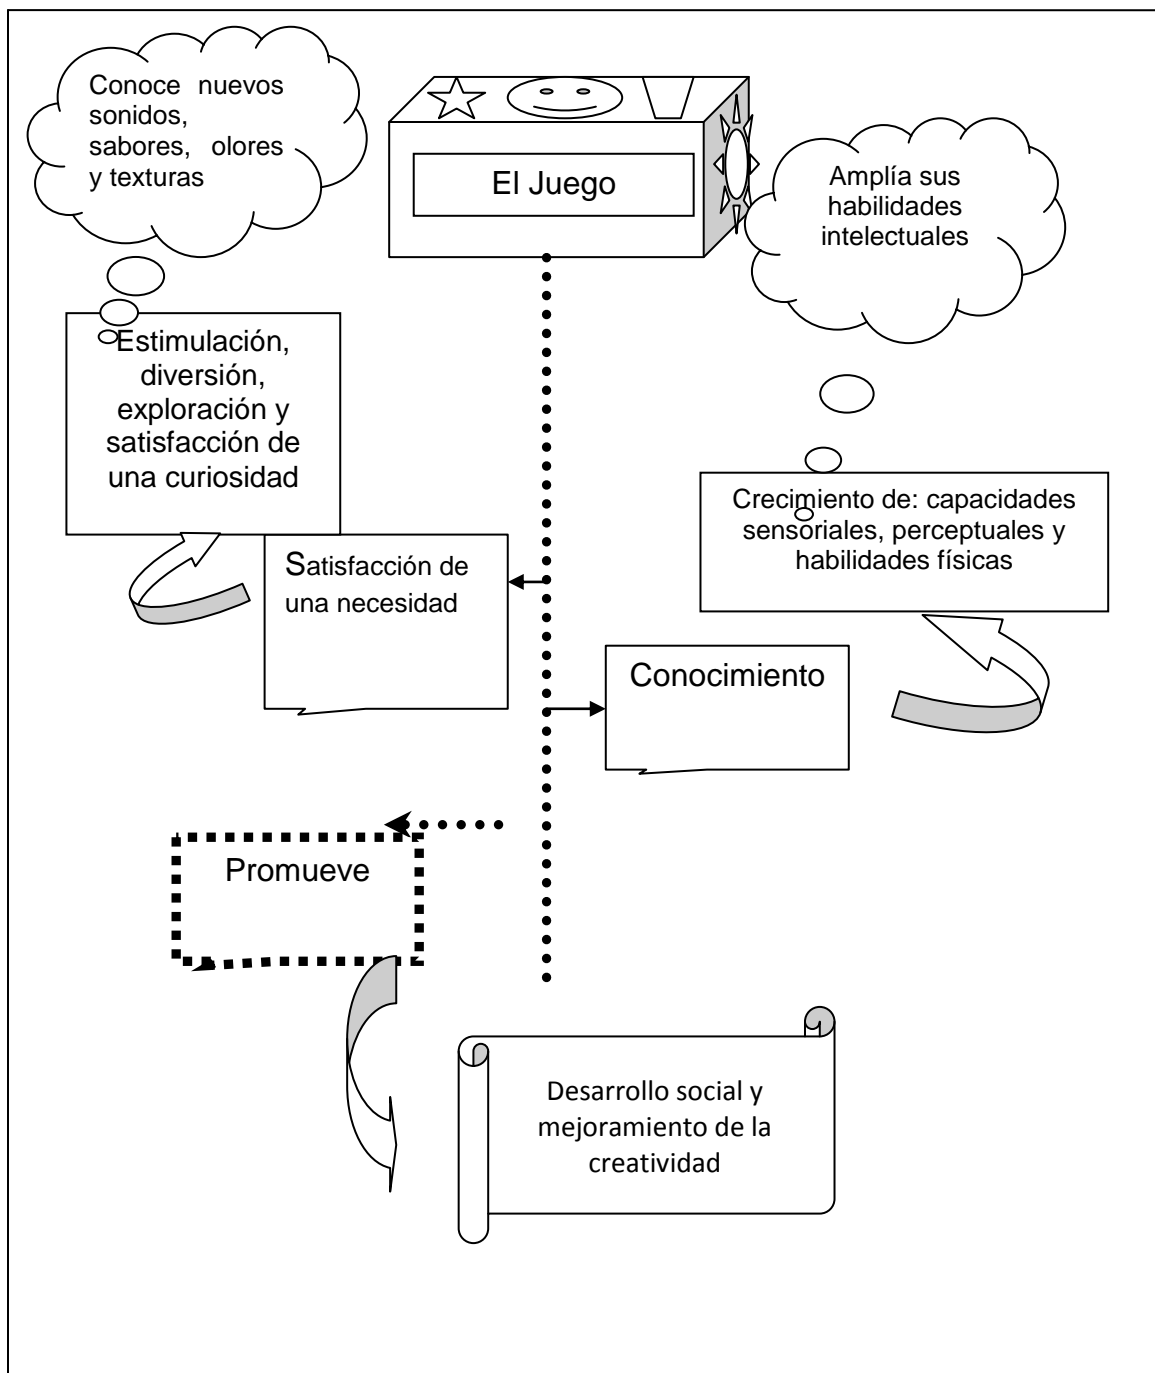 Conoce nuevos
sonidos,
sabores, olores
y texturas
El Juego
Amplía sus
habilidades
intelectuales
Estimulación,
diversión,
exploración y
satisfacción de
una curiosidad
Crecimiento de: capacidades
sensoriales, perceptuales y
habilidades físicas
Satisfacción de
una necesidad
Conocimiento
Promueve
Desarrollo social y
mejoramiento de la
creatividad